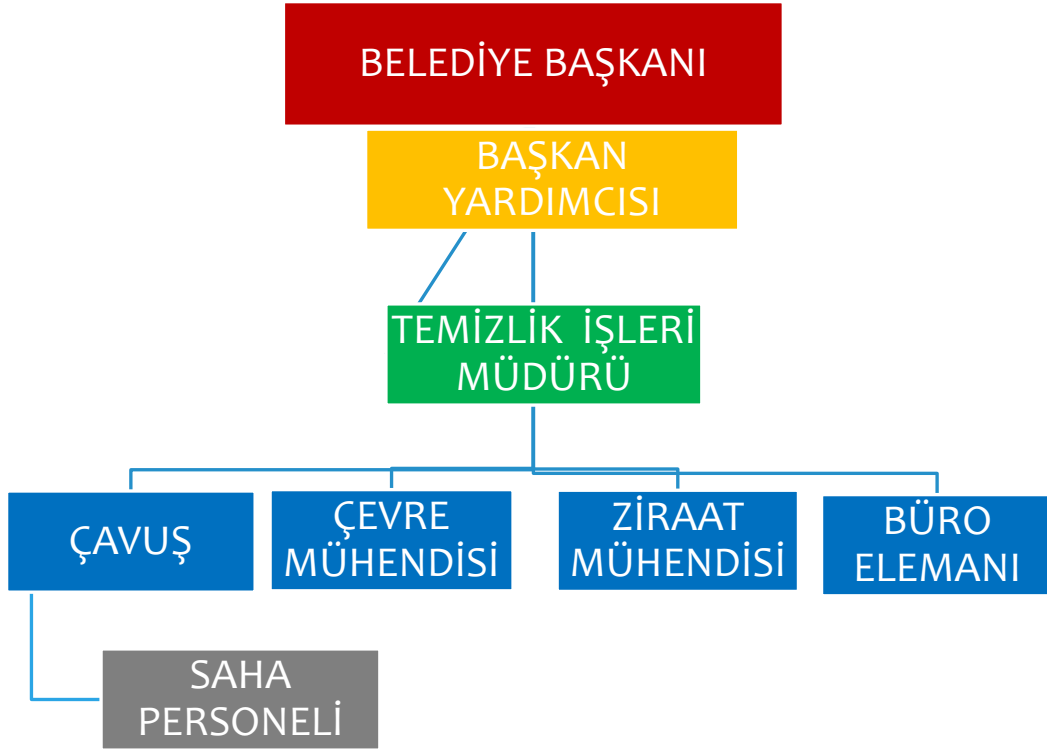 BELEDİYE BAŞKANI
BAŞKAN
YARDIMCISI
TEMİZLİK İŞLERİ
MÜDÜRÜ
ÇAVUŞ
ÇEVRE
MÜHENDİSİ
ZİRAAT
MÜHENDİSİ
BÜRO
ELEMANI
SAHA
PERSONELİ